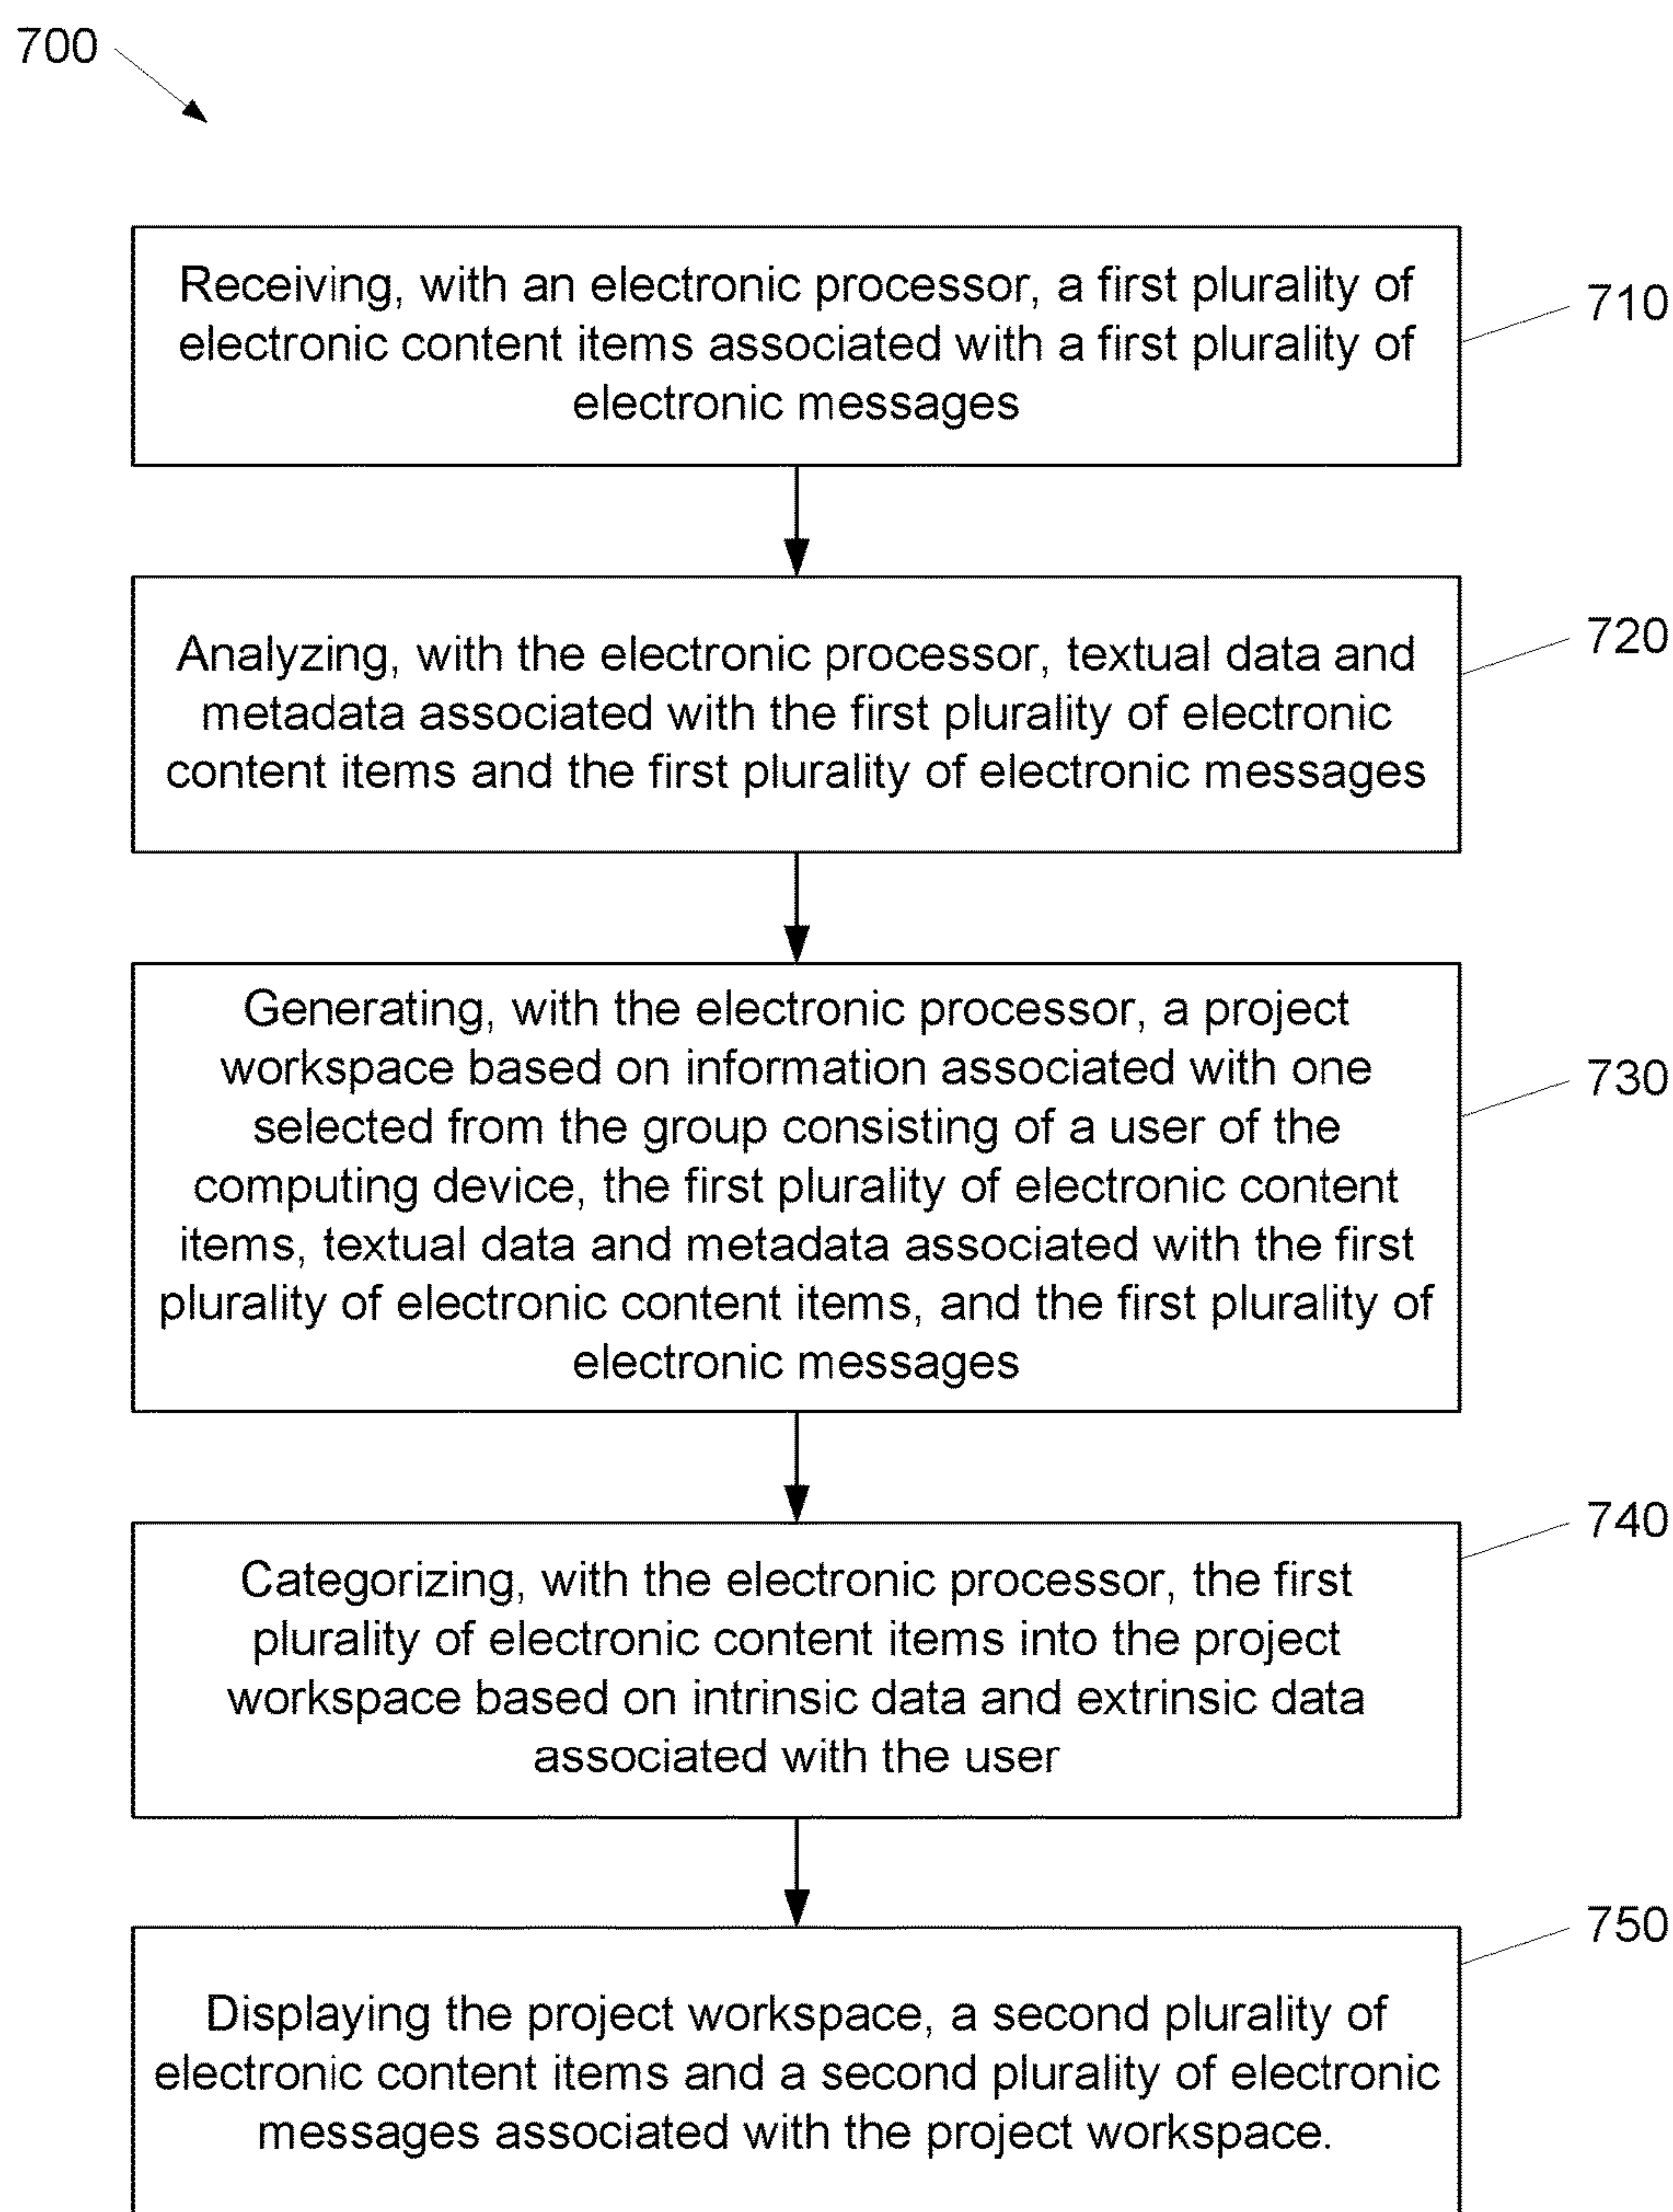 700
Receiving, with an electronic processor, a first plurality of
electronic content items associated with a first plurality of
electronic messages
710
Analyzing, with the electronic processor, textual data and
metadata associated with the first plurality of electronic
content items and the first plurality of electronic messages
720
Generating, with the electronic processor, a project
workspace based on information associated with one
selected from the group consisting of a user of the
computing device, the first plurality of electronic content
items, textual data and metadata associated with the first
plurality of electronic content items, and the first plurality of
electronic messages
730
Categorizing, with the electronic processor, the first
plurality of electronic content items into the project
workspace based on intrinsic data and extrinsic data
associated with the user
740
Displaying the project workspace, a second plurality of
electronic content items and a second plurality of electronic
messages associated with the project workspace.
750